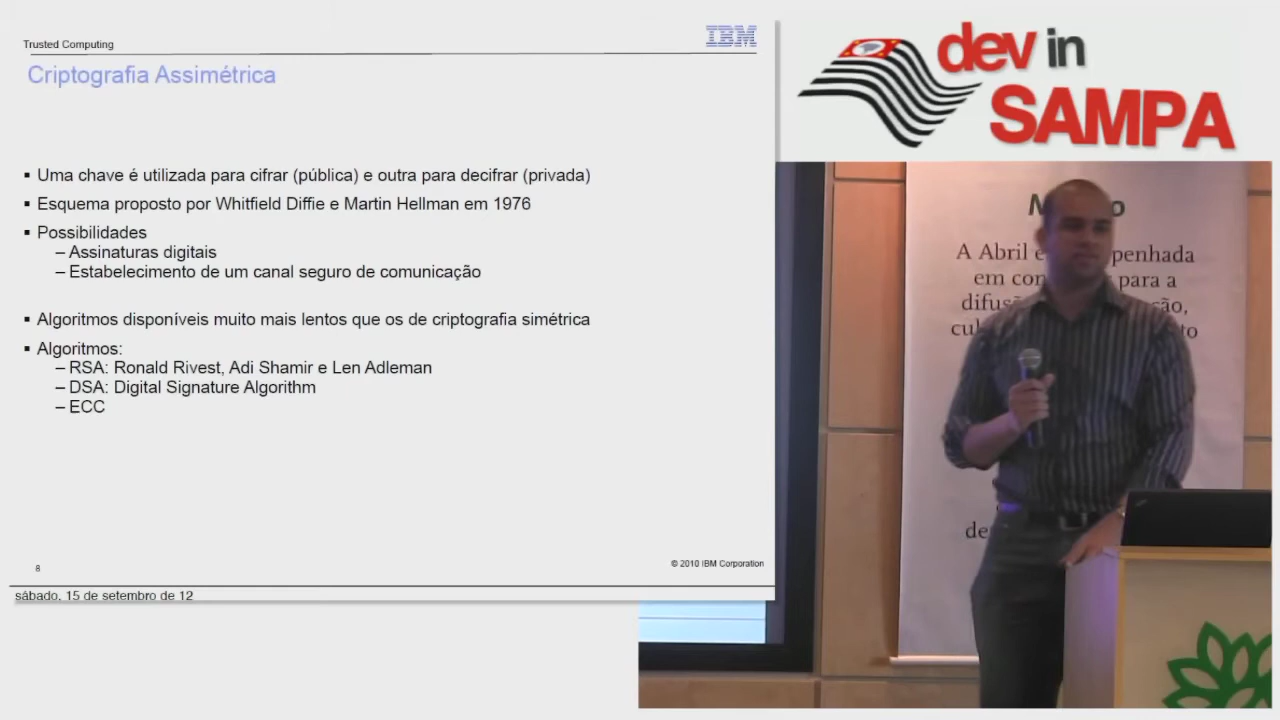 Trusted Computing
IBM
Criptografia Assimétrica
▪ Uma chave é utilizada para cifrar (pública) e outra para decifrar (privada)
▪ Esquema proposto por Whitfield Diffie e Martin Hellman em 1976
▪ Possibilidades
– Assinaturas digitais
– Estabelecimento de um canal seguro de comunicação
▪ Algoritmos disponíveis muito mais lentos que os de criptografia simétrica
▪ Algoritmos:
– RSA: Ronald Rivest, Adi Shamir e Len Adleman
– DSA: Digital Signature Algorithm
– ECC
8
© 2010 IBM Corporation
sábado, 15 de setembro de 12
dev in
SAMPA
A Abril
em para a
de